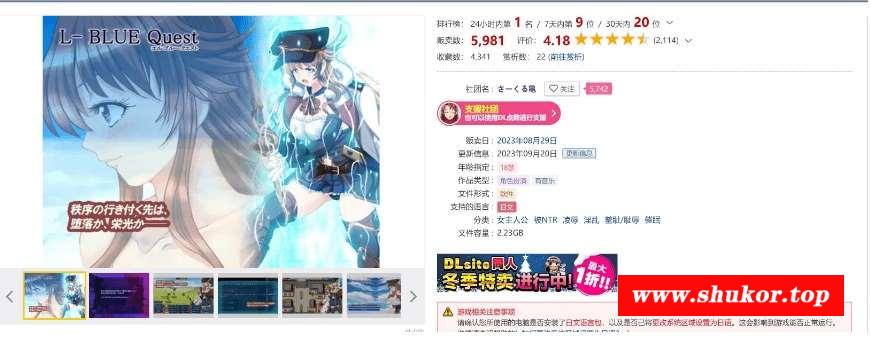 L- BLUE Quest
エル・ブルー・クエスト
秩序の行き付く先は、
堕落か、栄光か――
排行榜: 24小时内第 1 名 / 7天内第 9 位 / 30天内 20 位
贩卖数: 5,981 评价: 4.18 (2,114)
收藏数: 4,341 赏析数: 22 (前往赏析)
社团名: さーくる亀 关注 5,742
支援社团
也可以使用DL点数进行支援
贩卖日: 2023年08月29日
更新信息: 2023年09月20日 更新信息
年龄指定: 18禁
作品类型: 角色扮演 有音乐
文件形式: 软件
支持的语言: 日文
分类: 女主人公 被NTR 凌辱 淫乱 羞耻/耻辱 催眠
文件容量: 2.23GB
DLsite同人
冬季特卖进行中!
最大
1折!!
www.shukor.top
游戏相关注意事项
请确认您所使用的电脑是否安装了日文语言包、以及是否已将更改系统区域设置为日语。这会影响到游戏能否正常运行。